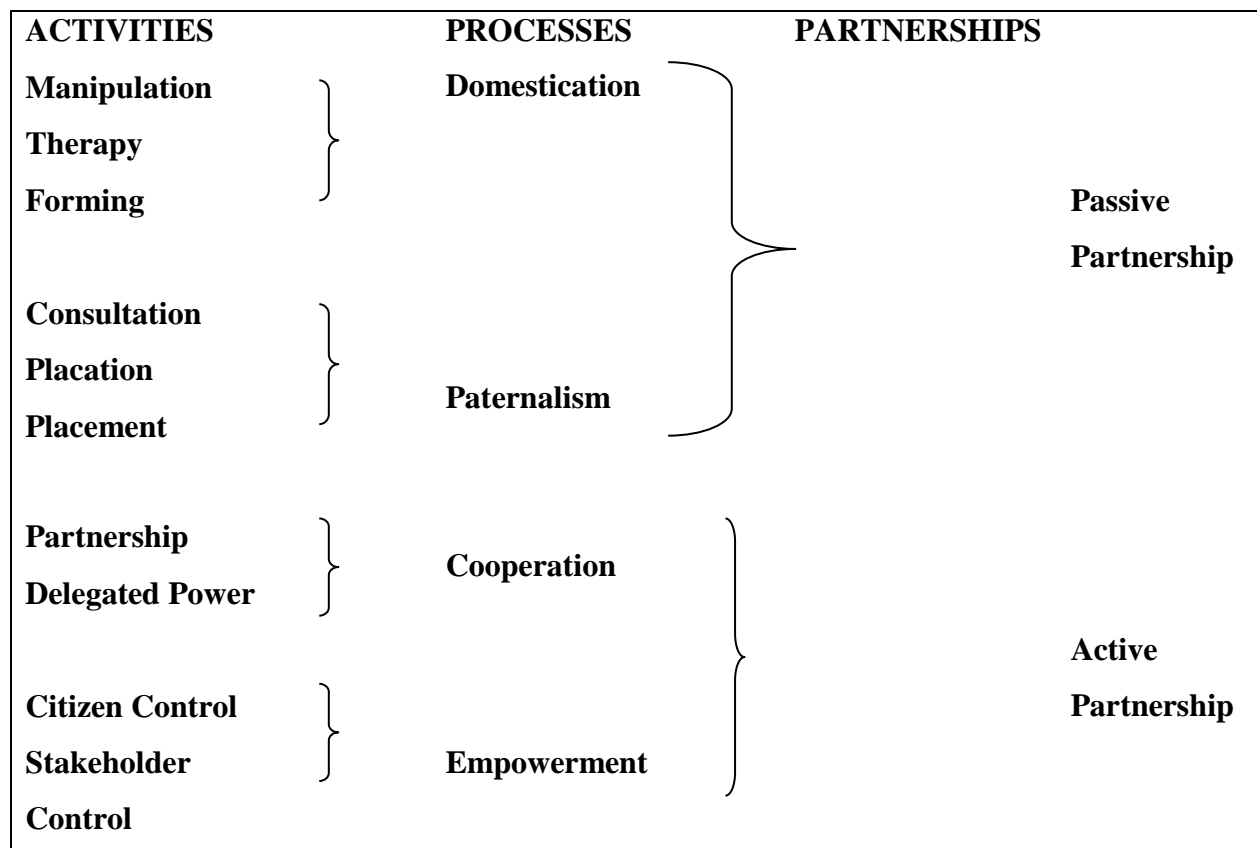 ACTIVITIES PROCESSES PARTNERSHIPS
Manipulation Domestication
Therapy
Forming Passive
Partnership
Consultation
Placation Paternalism
Placement
Partnership Cooperation
Delegated Power
Active
Citizen Control Partnership
Stakeholder Empowerment
Control